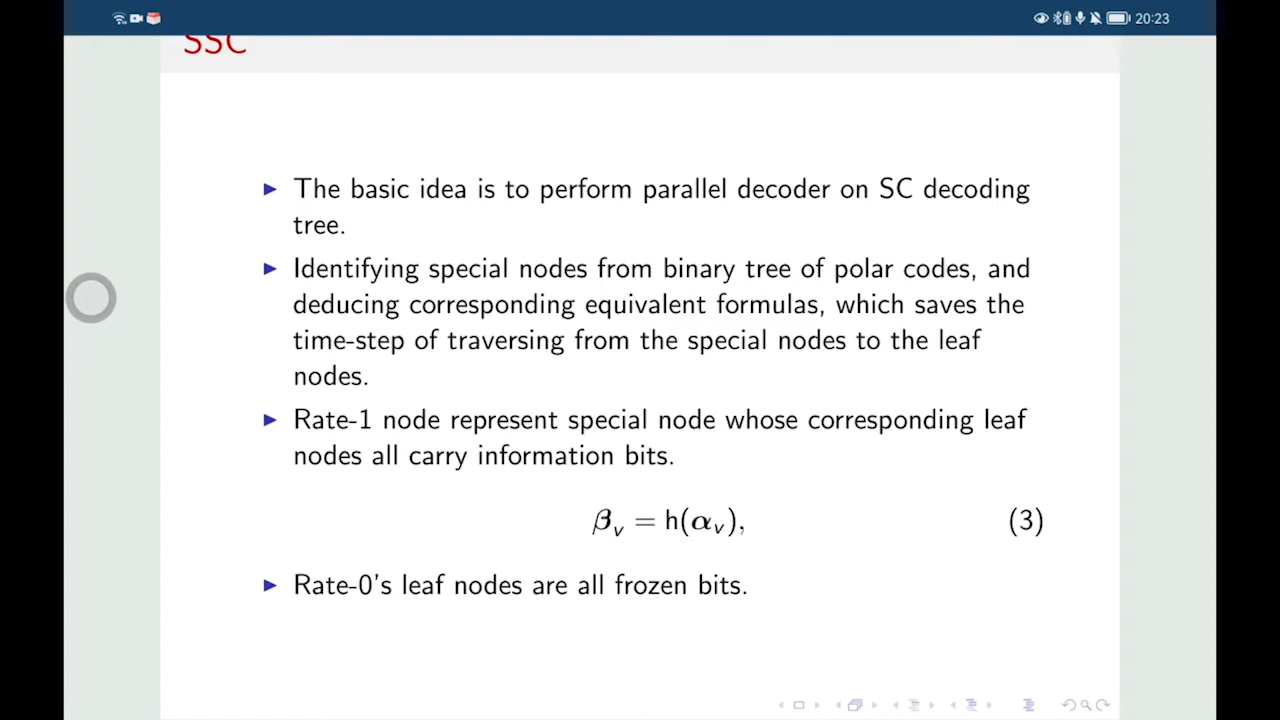 20:23
SSC
▶ The basic idea is to perform parallel decoder on SC decoding
tree.
▶ Identifying special nodes from binary tree of polar codes, and
deducing corresponding equivalent formulas, which saves the
time-step of traversing from the special nodes to the leaf
nodes.
▶ Rate-1 node represent special node whose corresponding leaf
nodes all carry information bits.
βᵥ = h(αᵥ), (3)
▶ Rate-0's leaf nodes are all frozen bits.